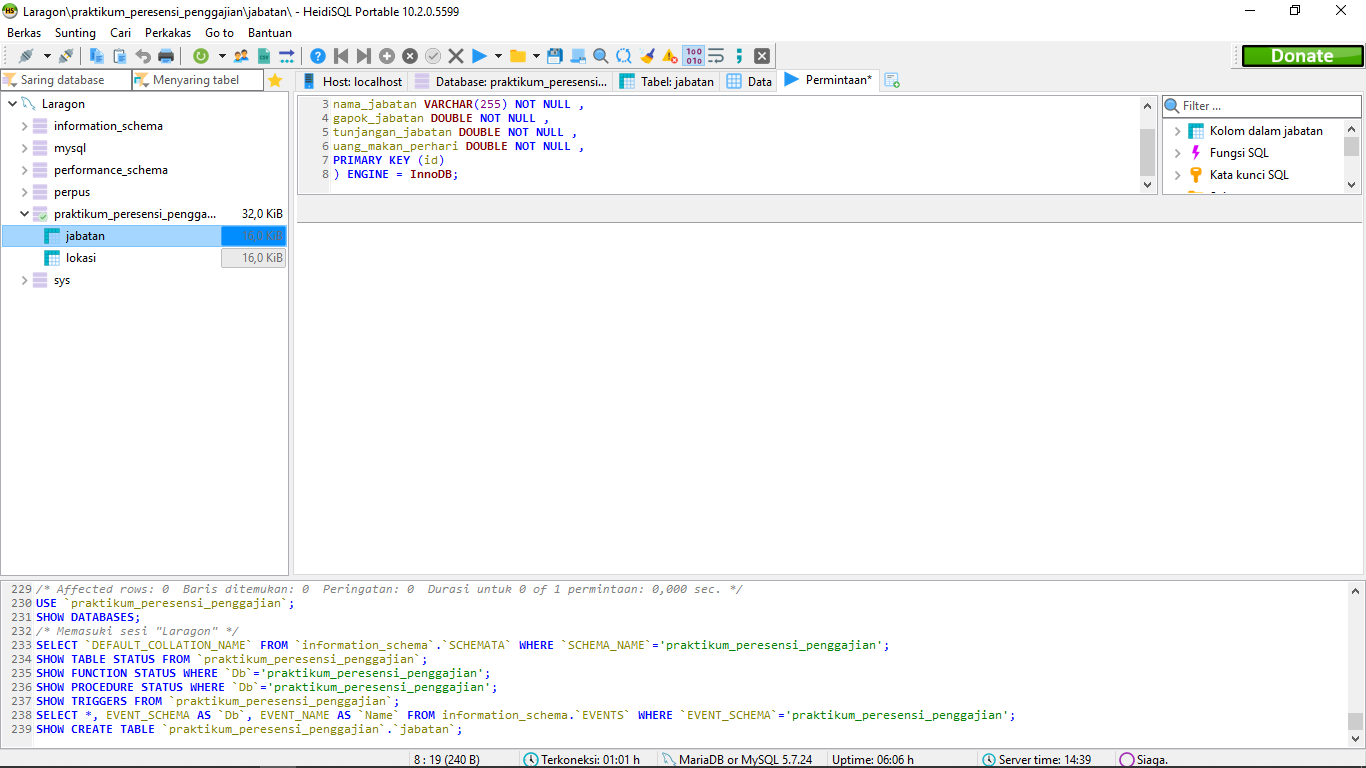 Laragon\praktikum_peresensi_penggajian\jabatan\ - HeidiSQL Portable 10.2.0.5599
Berkas Sunting Cari Perkakas Go to Bantuan
Donate
Saring database Menyaring tabel
Host: localhost Database: praktikum_peresensi... Tabel: jabatan Data Permintaan*
Laragon
information_schema
mysql
performance_schema
perpus
praktikum_peresensi_pengga... 32,0 KiB
jabatan 16,0 KiB
lokasi 16,0 KiB
sys
3 nama_jabatan VARCHAR(255) NOT NULL ,
4 gapok_jabatan DOUBLE NOT NULL ,
5 tunjangan_jabatan DOUBLE NOT NULL ,
6 uang_makan_perhari DOUBLE NOT NULL ,
7 PRIMARY KEY (id)
8 ) ENGINE = InnoDB;
Filter ...
Kolom dalam jabatan
Fungsi SQL
Kata kunci SQL
229 /* Affected rows: 0 Baris ditemukan: 0 Peringatan: 0 Durasi untuk 0 of 1 permintaan: 0,000 sec. */
230 USE `praktikum_peresensi_penggajian`;
231 SHOW DATABASES;
232 /* Memasuki sesi "Laragon" */
233 SELECT `DEFAULT_COLLATION_NAME` FROM `information_schema`.`SCHEMATA` WHERE `SCHEMA_NAME`='praktikum_peresensi_penggajian';
234 SHOW TABLE STATUS FROM `praktikum_peresensi_penggajian`;
235 SHOW FUNCTION STATUS WHERE `Db`='praktikum_peresensi_penggajian';
236 SHOW PROCEDURE STATUS WHERE `Db`='praktikum_peresensi_penggajian';
237 SHOW TRIGGERS FROM `praktikum_peresensi_penggajian`;
238 SELECT *, EVENT_SCHEMA AS `Db`, EVENT_NAME AS `Name` FROM information_schema.`EVENTS` WHERE `EVENT_SCHEMA`='praktikum_peresensi_penggajian';
239 SHOW CREATE TABLE `praktikum_peresensi_penggajian`.`jabatan`;
8 : 19 (240 B) Terkoneksi: 01:01 h MariaDB or MySQL 5.7.24 Uptime: 06:06 h Server time: 14:39 Siaga.